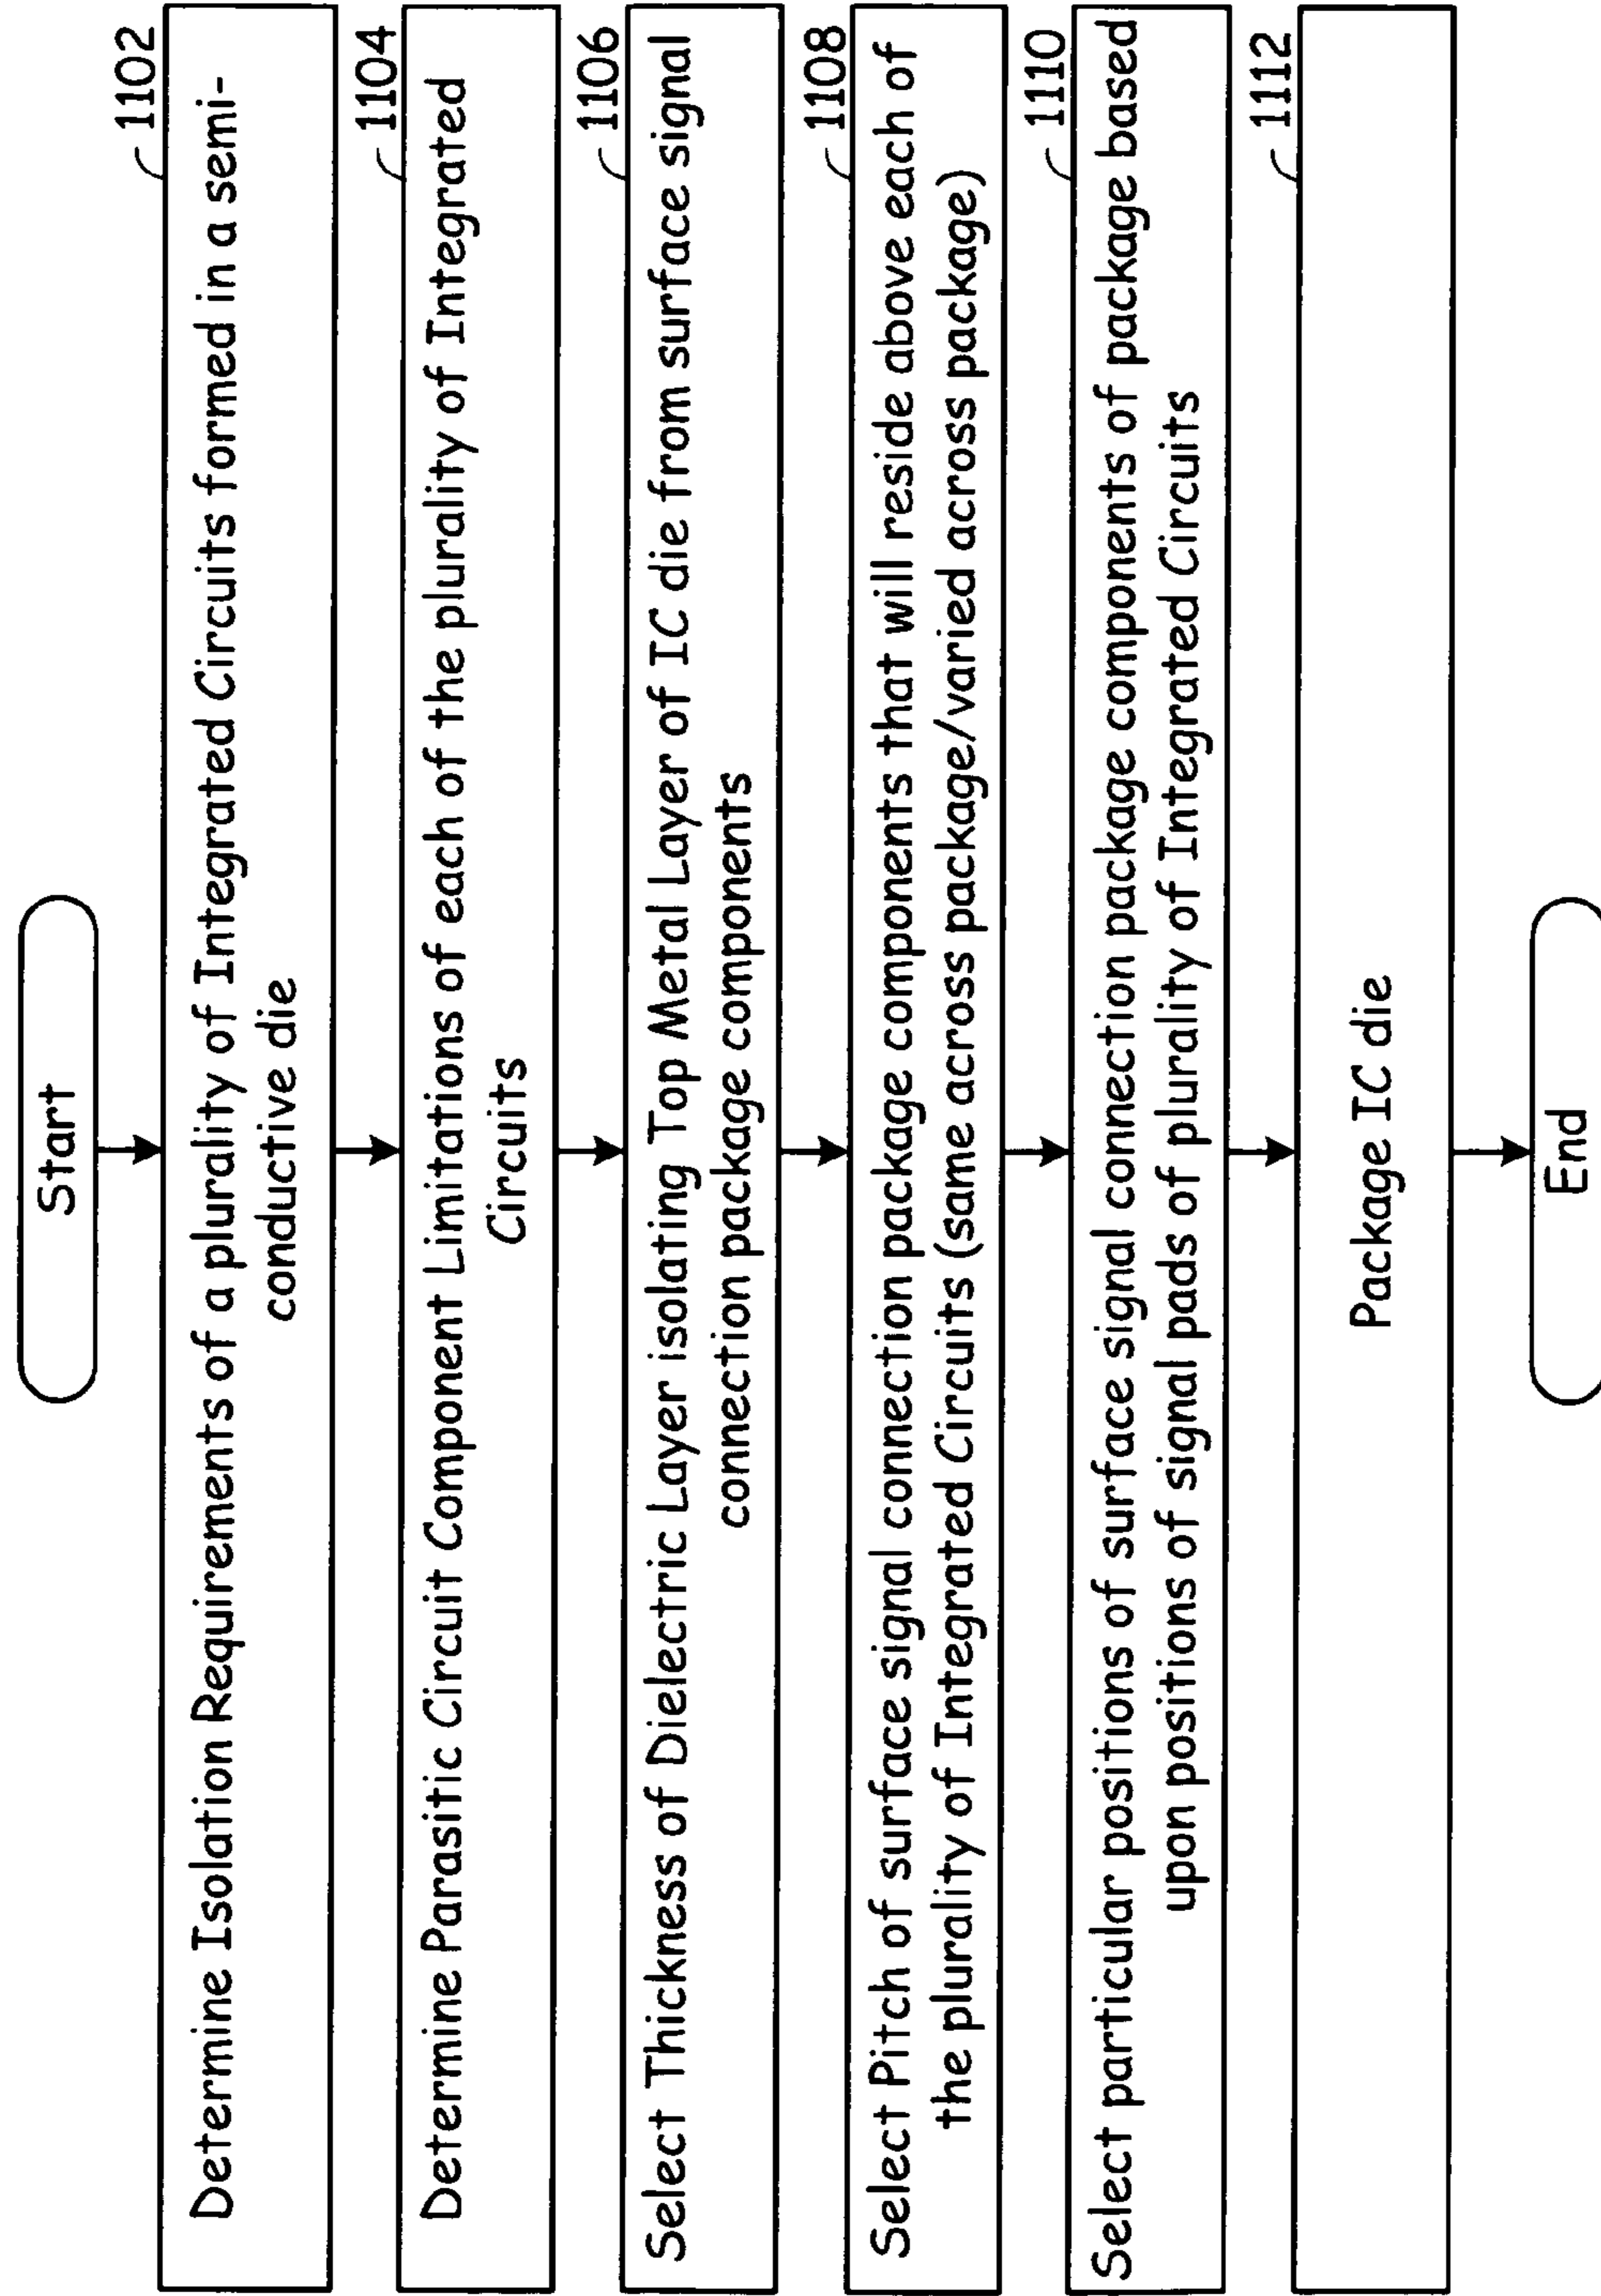 Start
1102
Determine Isolation Requirements of a plurality of Integrated Circuits formed in a semi-
conductive die
1104
Determine Parasitic Circuit Component Limitations of each of the plurality of Integrated
Circuits
1106
Select Thickness of Dielectric Layer isolating Top Metal Layer of IC die from surface signal
connection package components
1108
Select Pitch of surface signal connection package components that will reside above each of
the plurality of Integrated Circuits (same across package/varied across package)
1110
Select particular positions of surface signal connection package components of package based
upon positions of signal pads of plurality of Integrated Circuits
1112
Package IC die
End